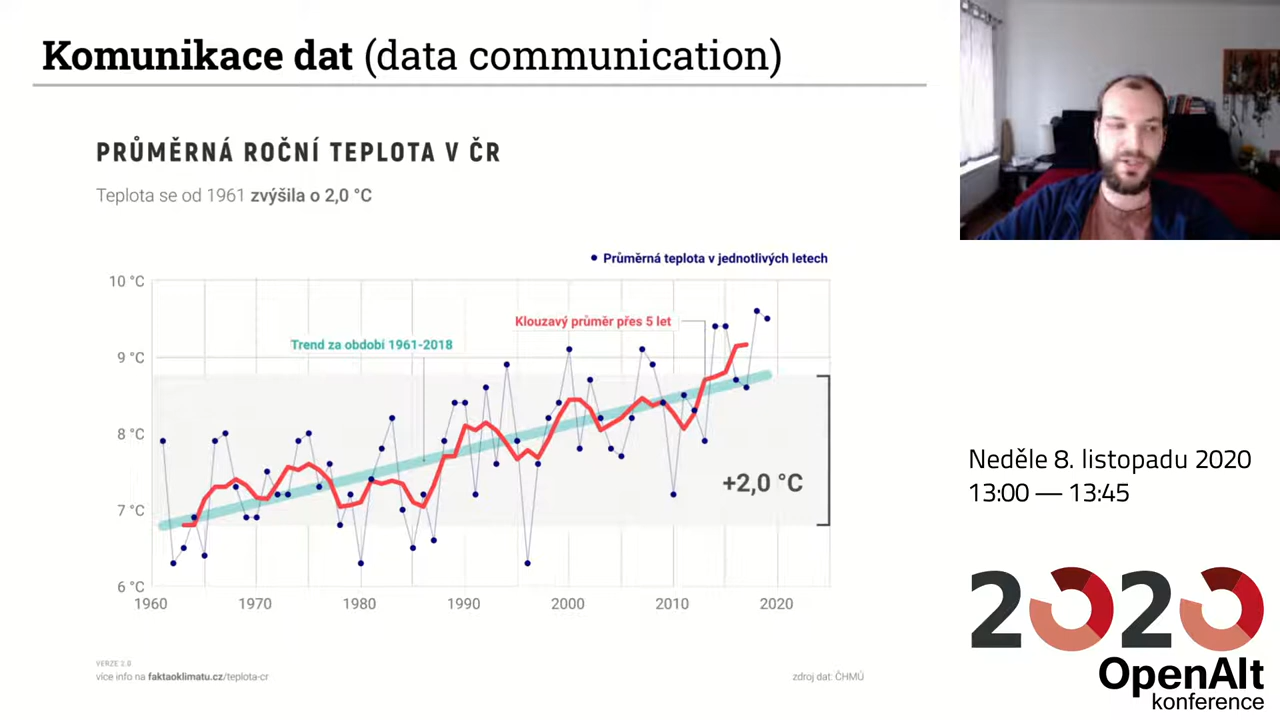 Komunikace dat (data communication)
PRŮMĚRNÁ ROČNÍ TEPLOTA V ČR
Teplota se od 1961 zvýšila o 2,0 °C
Průměrná teplota v jednotlivých letech
10 °C
Klouzavý průměr přes 5 let
Trend za období 1961-2018
9 °C
8 °C
+2,0 °C
7 °C
6 °C
1960 1970 1980 1990 2000 2010 2020
VERZE 2.0
více info na faktaoklimatu.cz/teplota-cr
zdroj dat: ČHMÚ
Neděle 8. listopadu 2020
13:00 — 13:45
2020
OpenAlt
konference